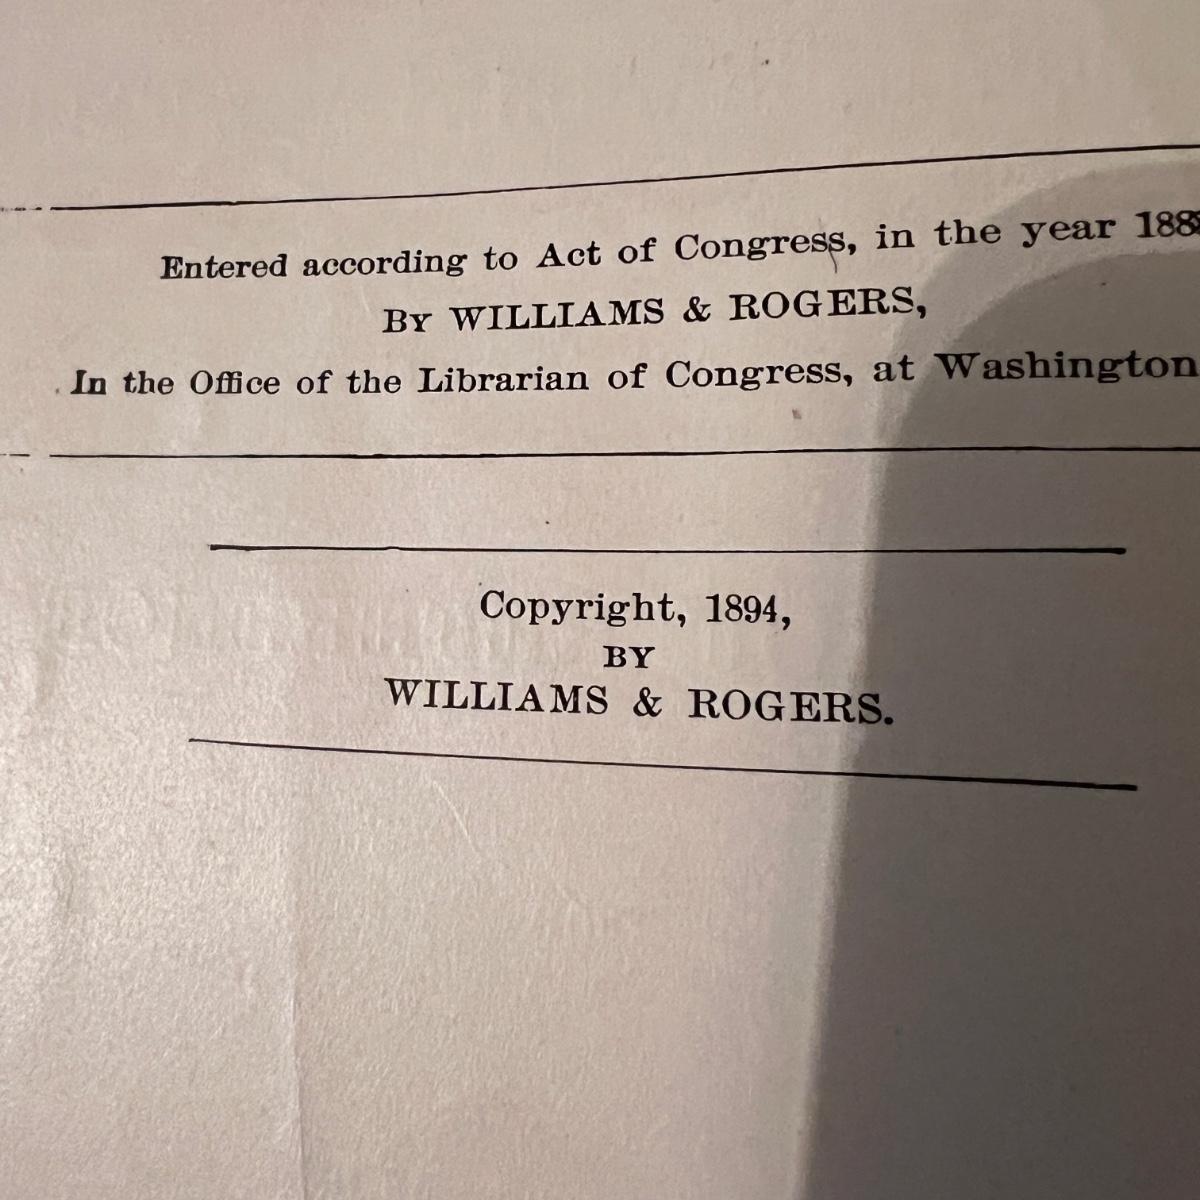 Entered according to Act of Congress, in the year
BY WILLIAMS & ROGERS,
In the Office of the Librarian of Congress, at Washington
Copyright, 1894,
BY
WILLIAMS & ROGERS.